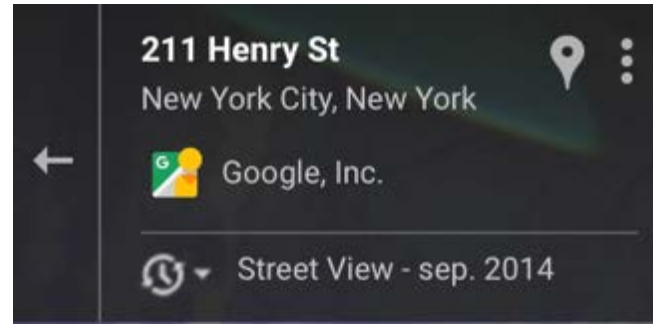 211 Henry St
New York City, New York
Google, Inc.
Street View - sep. 2014